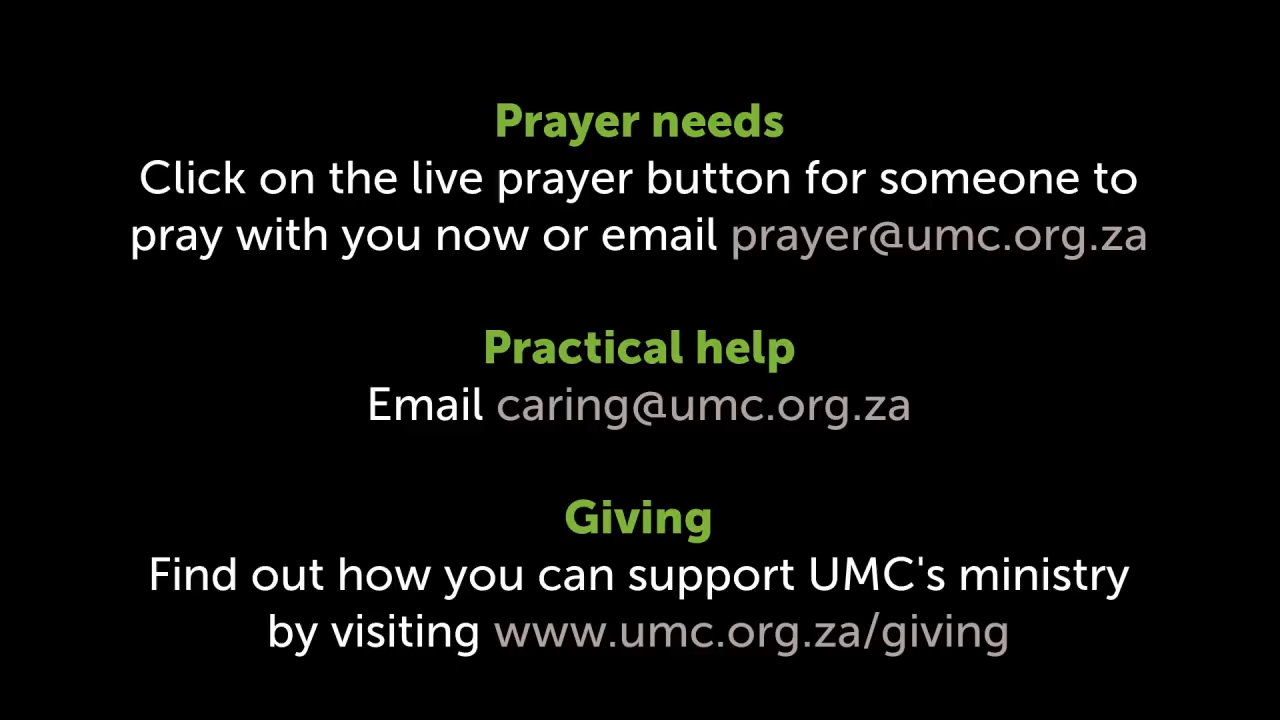 Prayer needs
Click on the live prayer button for someone to
pray with you now or email prayer@umc.org.za
Practical help
Email caring@umc.org.za
Giving
Find out how you can support UMC's ministry
by visiting www.umc.org.za/giving